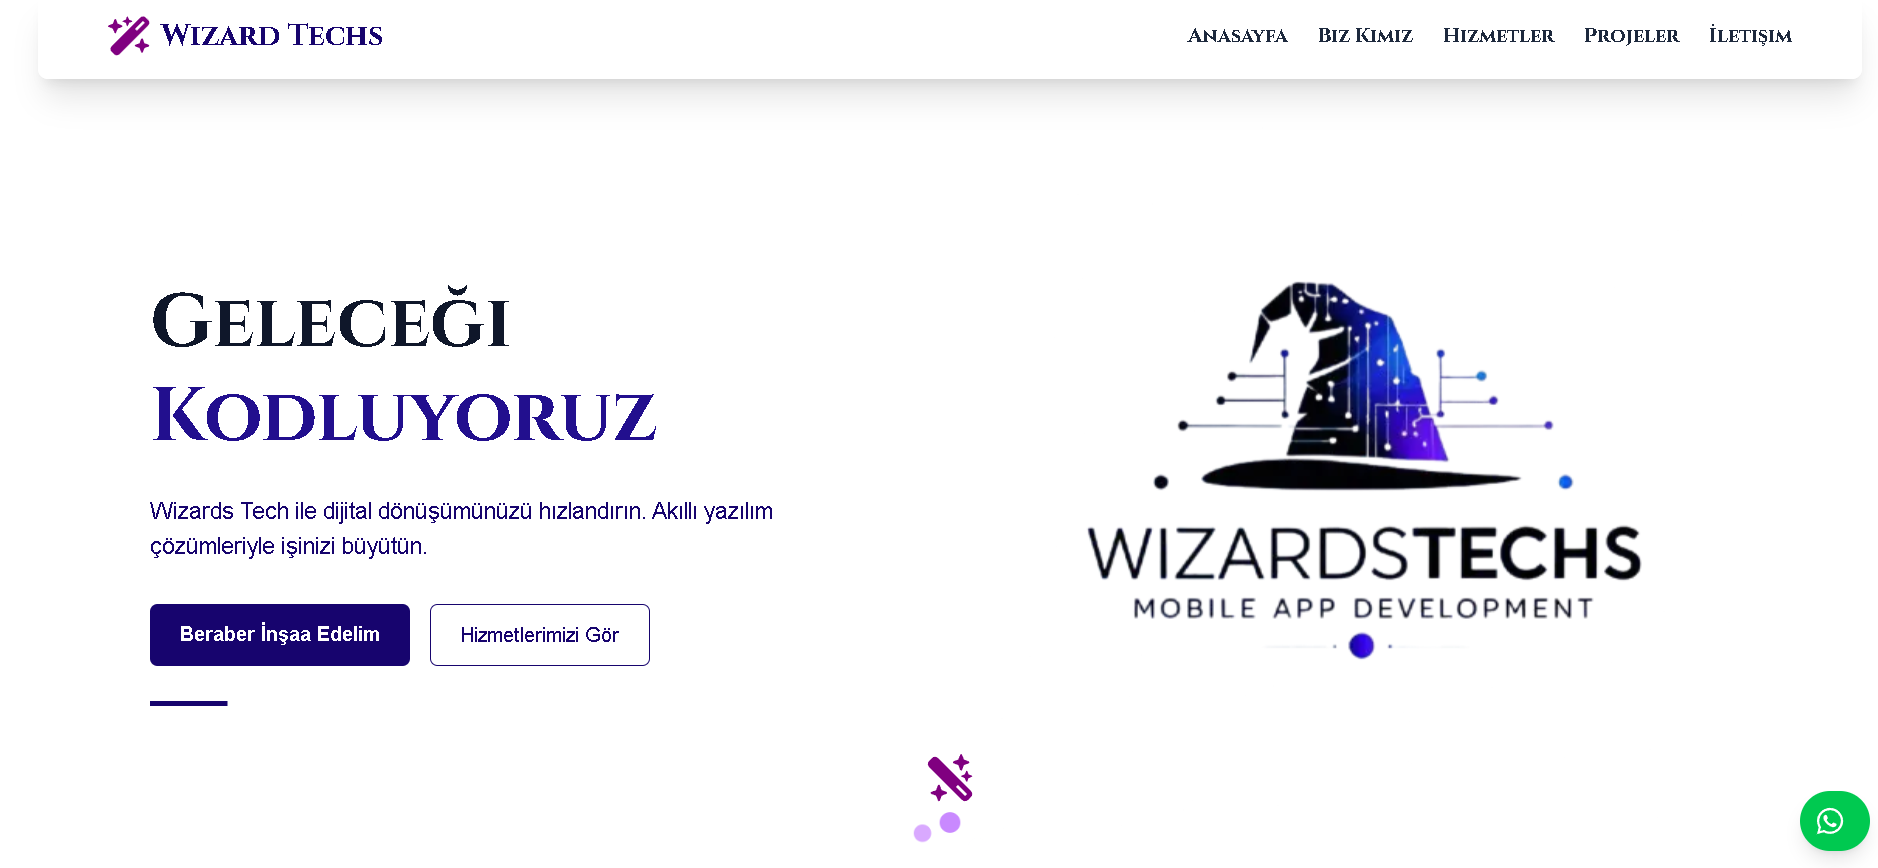 Wizard Techs
Anasayfa Biz Kimiz Hizmetler Projeler İletişim
Geleceği
Kodluyoruz
Wizards Tech ile dijital dönüşümünüzü hızlandırın. Akıllı yazılım
çözümleriyle işinizi büyütün.
Beraber İnşaa Edelim Hizmetlerimizi Gör
WIZARDSTECHS
MOBILE APP DEVELOPMENT